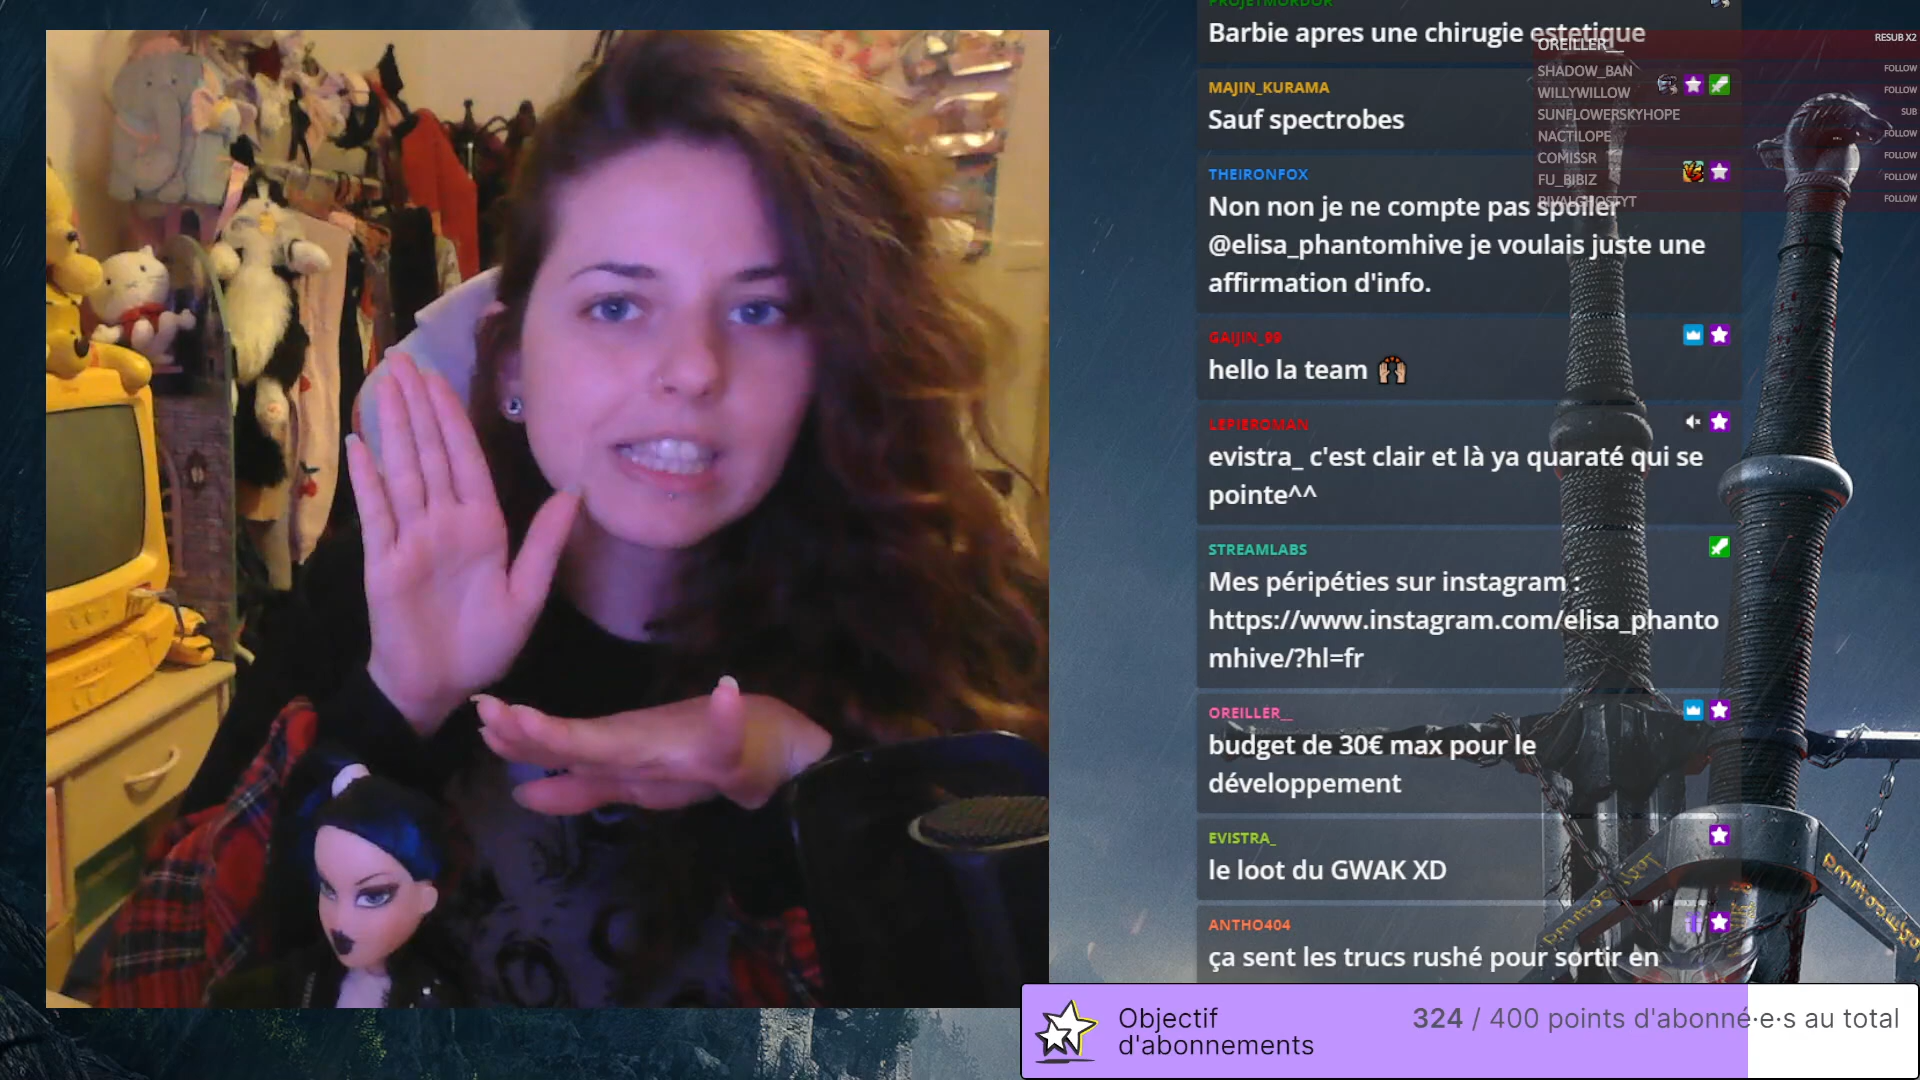 PROJETMORDOR
Barbie apres une chirugie estetique
MAJIN_KURAMA
Sauf spectrobes
THEIRONFOX
Non non je ne compte pas spoiler
@elisa_phantomhive je voulais juste une
affirmation d'info.
GAIJIN_99
hello la team
LEPIEROMAN
evistra_ c'est clair et là ya quaraté qui se
pointe^^
STREAMLABS
Mes péripéties sur instagram :
https://www.instagram.com/elisa_phanto
mhive/?hl=fr
OREILLER__
budget de 30€ max pour le
développement
EVISTRA_
le loot du GWAK XD
ANTHO404
ça sent les trucs rushé pour sortir en
OREILLER__ RESUB X2
SHADOW_BAN FOLLOW
WILLYWILLOW FOLLOW
SUNFLOWERSKYHOPE SUB
NACTILOPE FOLLOW
COMISSR FOLLOW
FU_BIBIZ FOLLOW
RIVALGHOSTYT FOLLOW
Objectif
d'abonnements
324 / 400 points d'abonné·e·s au total